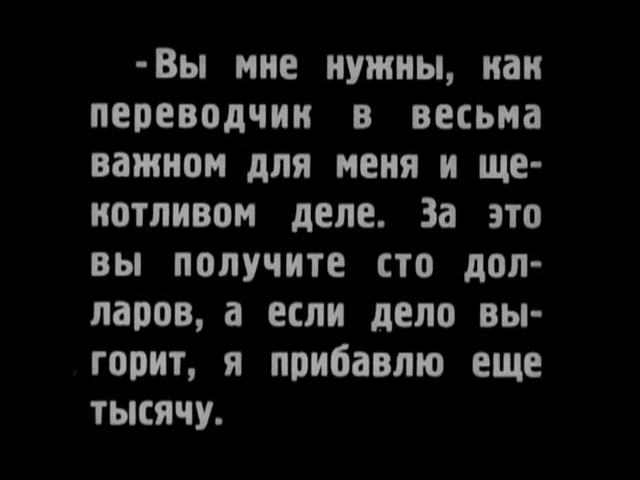 -Вы мне нужны, как
переводчик в весьма
важном для меня и ще-
котливом деле. За это
вы получите сто дол-
ларов, а если дело вы-
горит, я прибавлю еще
тысячу.